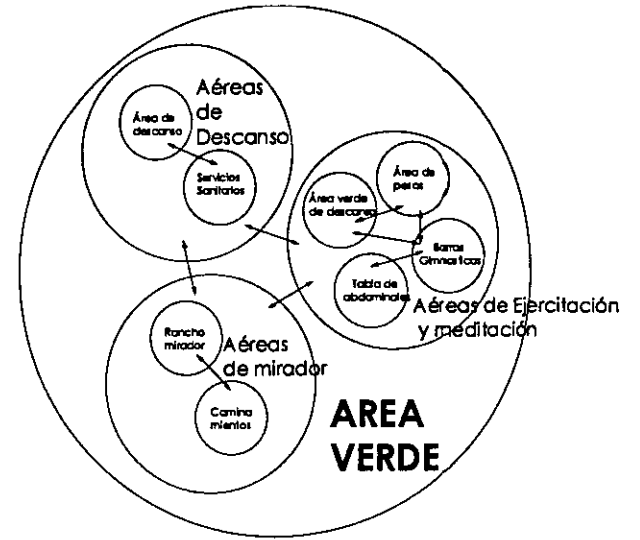 Aéreas
de
Descanso
Área de
descanso
Servicios
Sanitarios
Área de
pesas
Área verde
de descanso
Barras
Gimnasticas
Tabla de
abdominales
Aéreas de Ejercitación
y meditación
Rancho
mirador
Aéreas
de mirador
Camina
mientos
AREA
VERDE